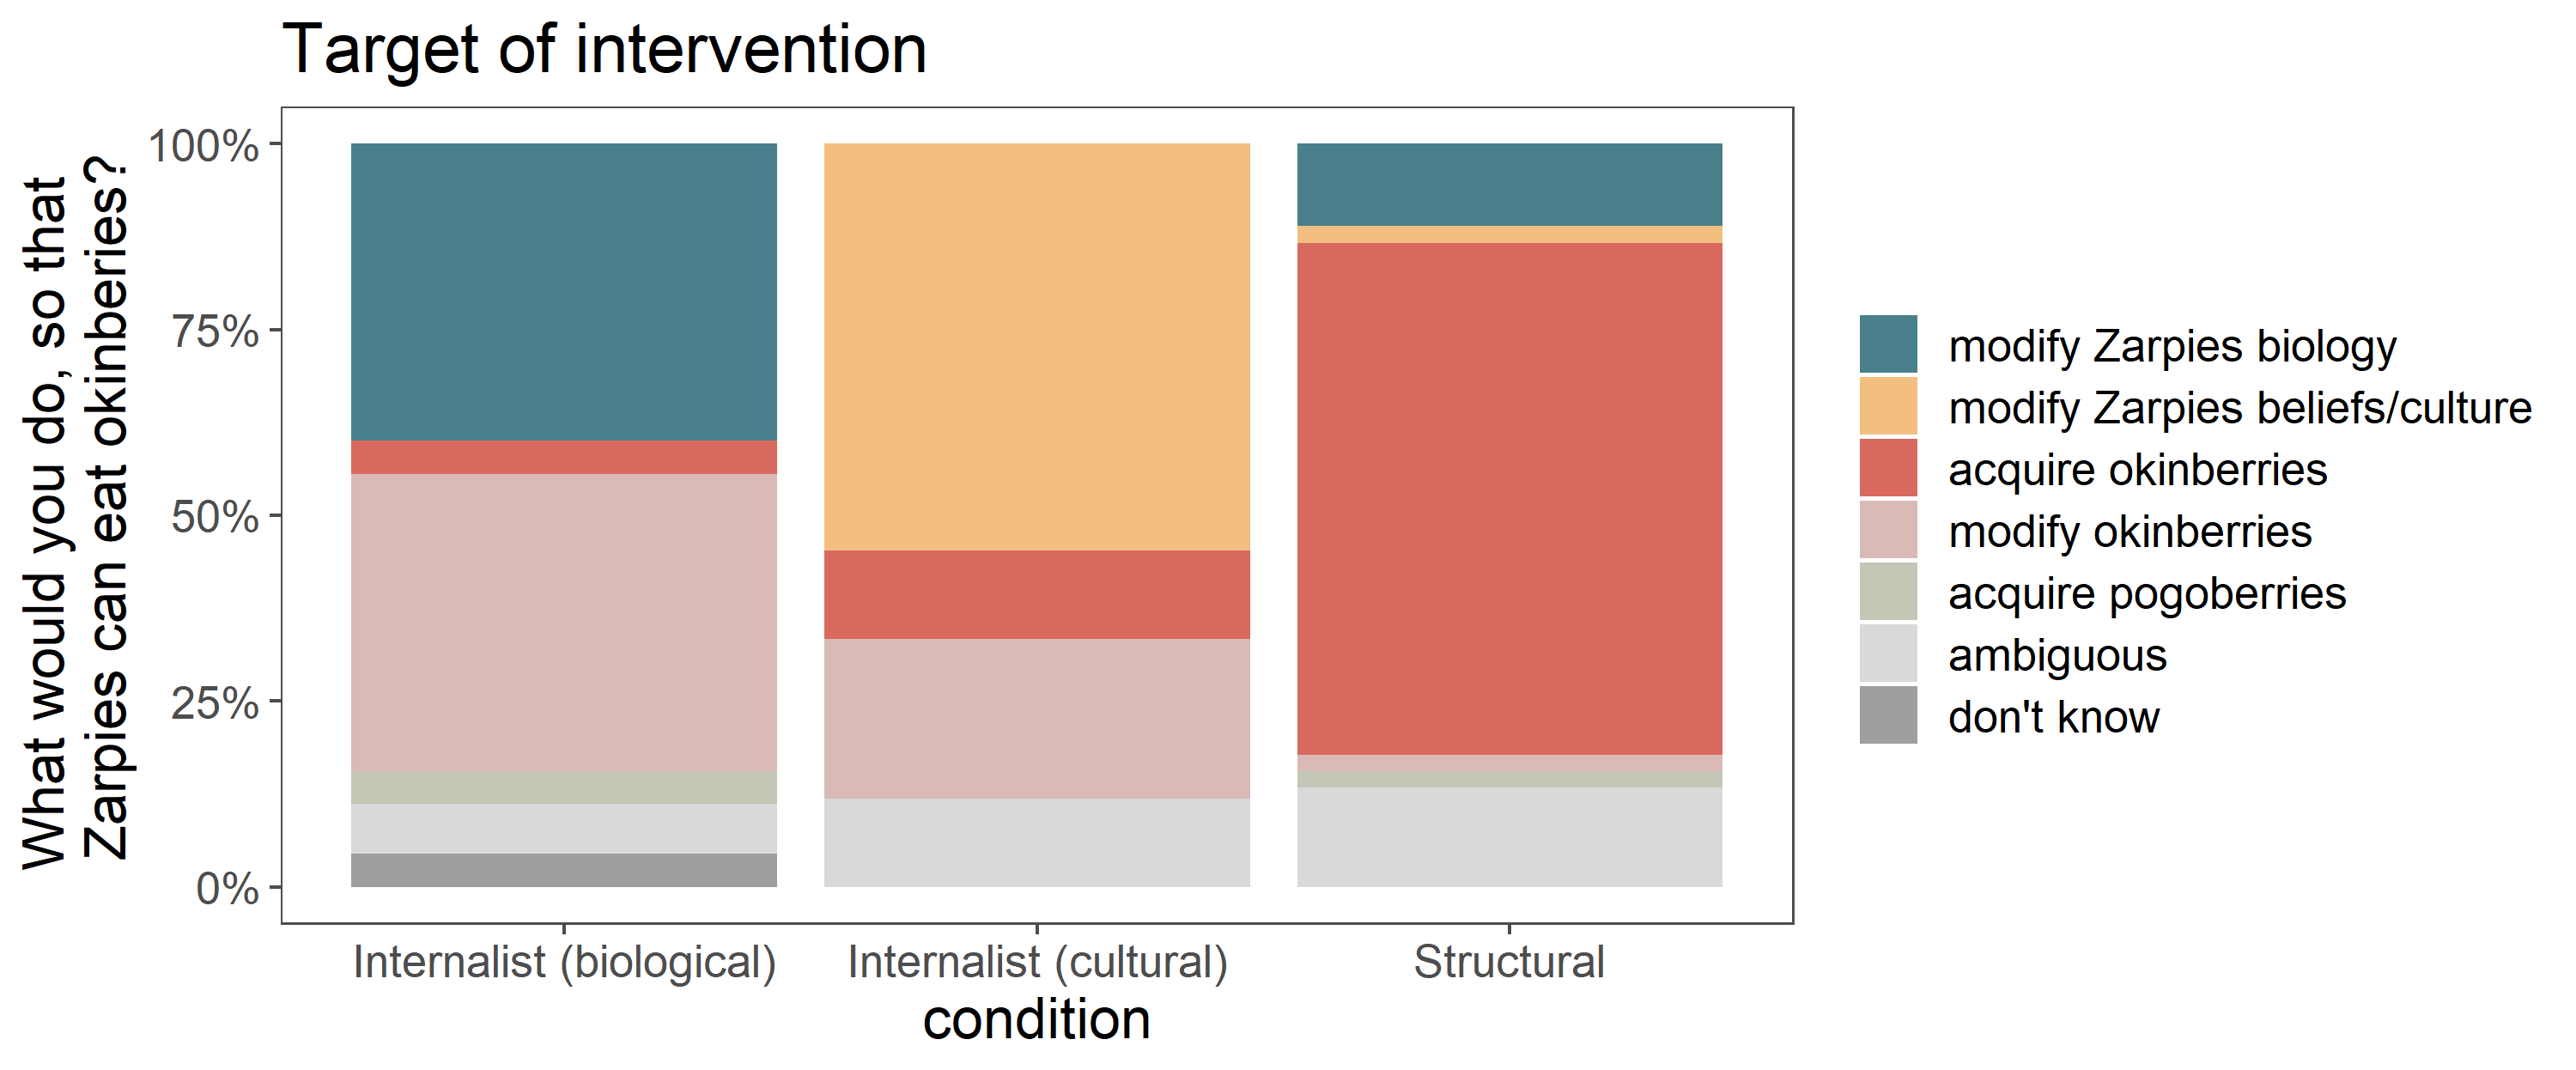 Target of intervention
What would you do, so that
Zarpies can eat okinberies?
100%
75%
50%
25%
0%
Internalist (biological)
Internalist (cultural)
Structural
condition
modify Zarpies biology
modify Zarpies beliefs/culture
acquire okinberries
modify okinberries
acquire pogoberries
ambiguous
don't know